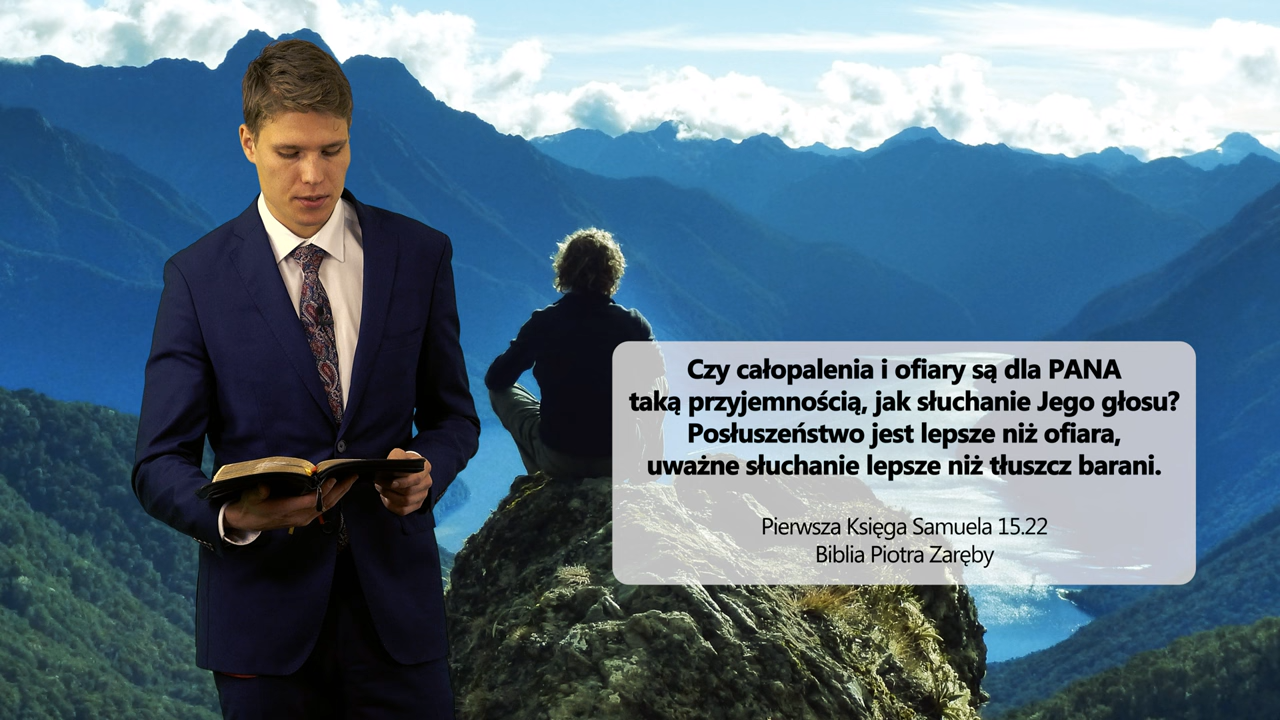 Czy całopalenia i ofiary są dla PANA
taką przyjemnością, jak słuchanie Jego głosu?
Posłuszeństwo jest lepsze niż ofiara,
uważne słuchanie lepsze niż tłuszcz barani.
Pierwsza Księga Samuela 15.22
Biblia Piotra Zaręby